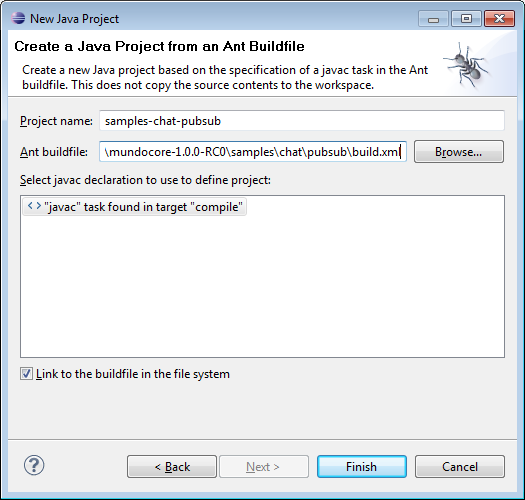 New Java Project
Create a Java Project from an Ant Buildfile
Create a new Java project based on the specification of a javac task in the Ant
buildfile. This does not copy the source contents to the workspace.
Project name: samples-chat-pubsub
Ant buildfile: \mundocore-1.0.0-RC0\samples\chat\pubsub\build.xml Browse...
Select javac declaration to use to define project:
<> "javac" task found in target "compile"
Link to the buildfile in the file system
? < Back Next > Finish Cancel